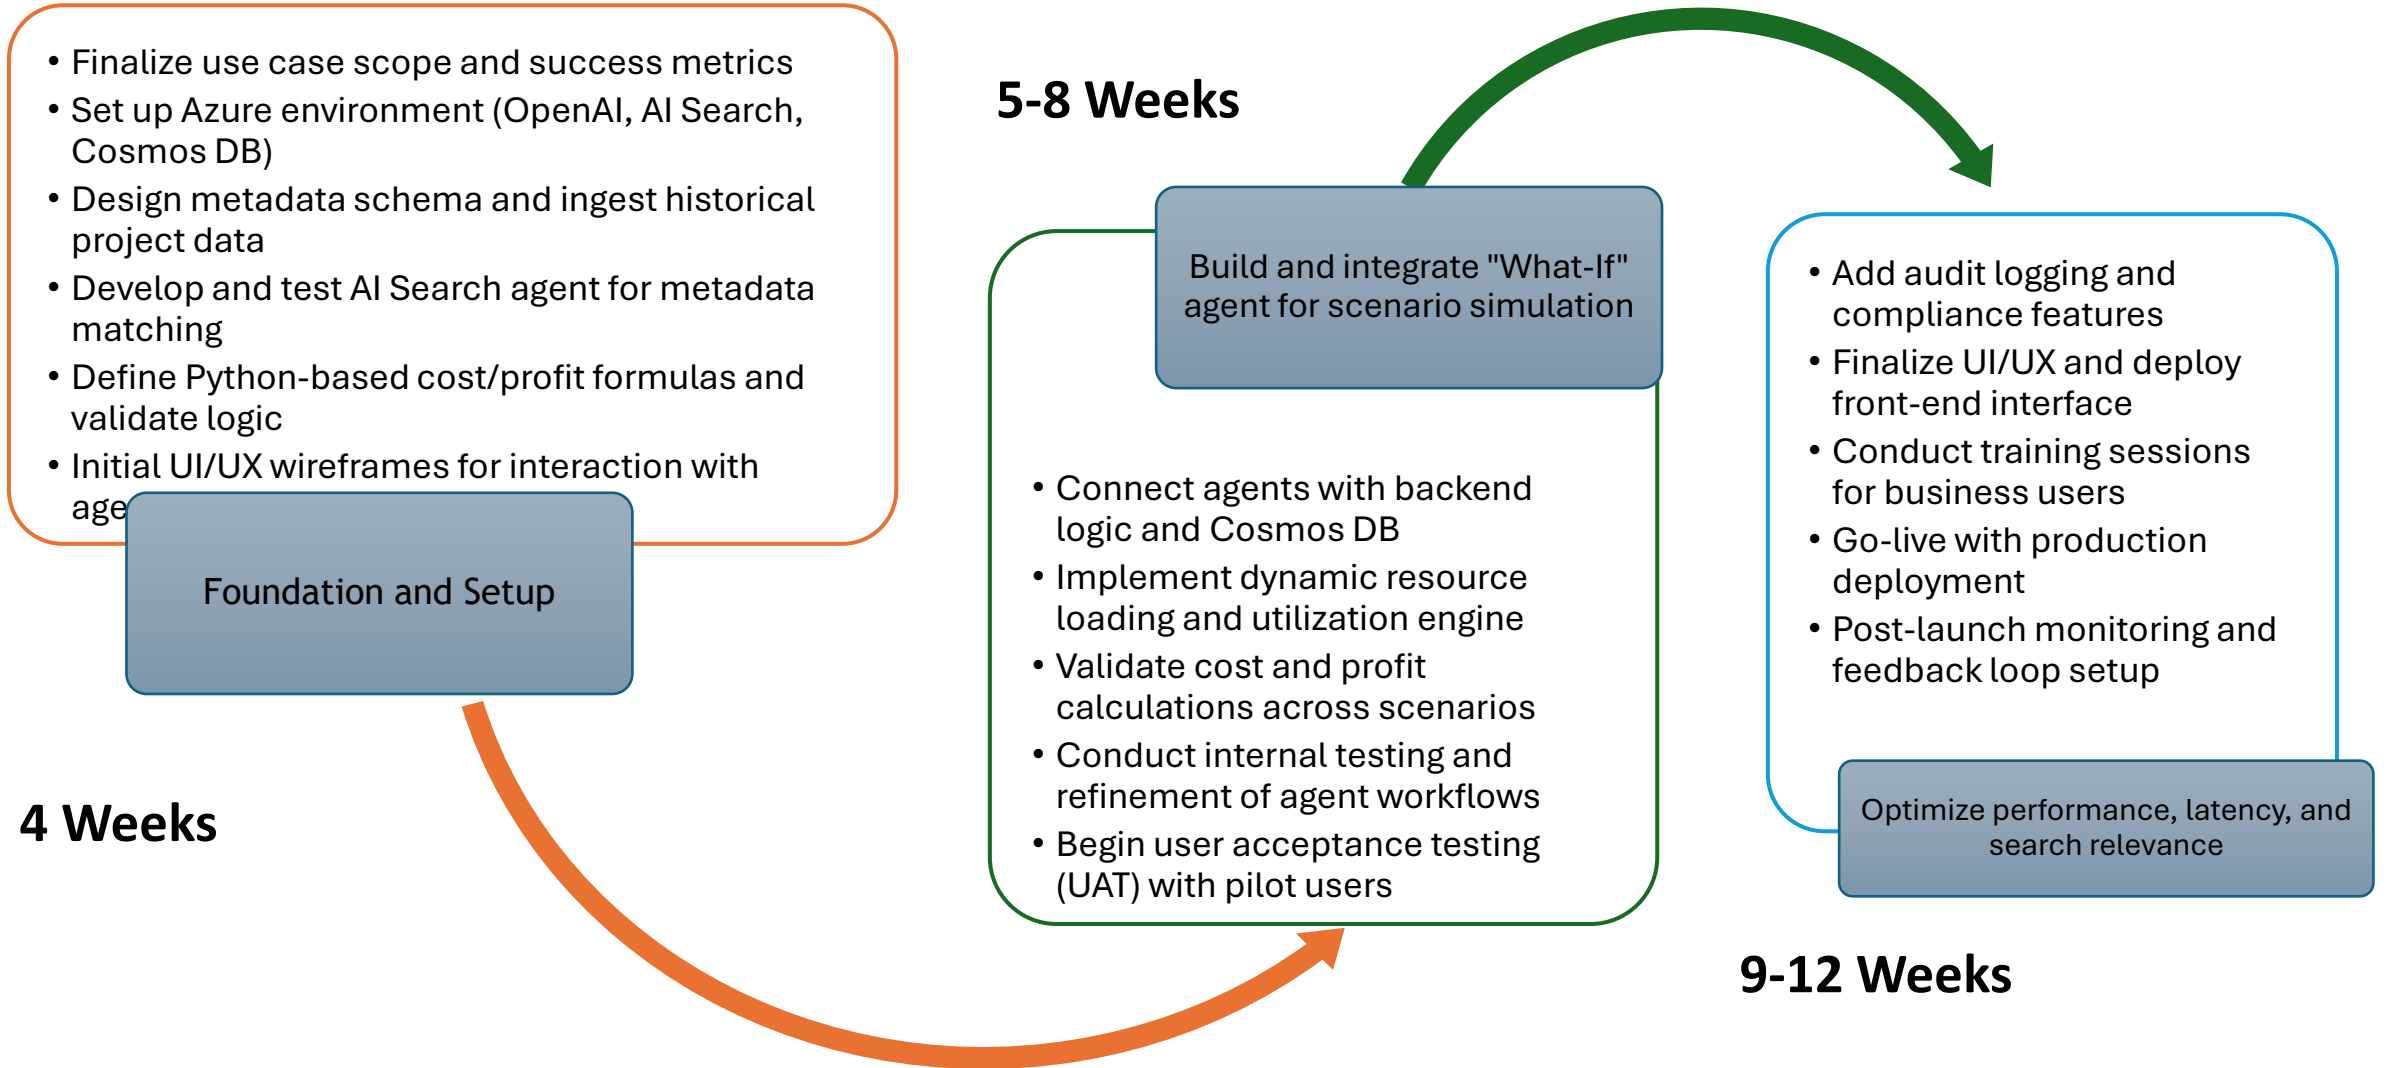 • Finalize use case scope and success metrics
• Set up Azure environment (OpenAI, AI Search,
Cosmos DB)
• Design metadata schema and ingest historical
project data
• Develop and test AI Search agent for metadata
matching
• Define Python-based cost/profit formulas and
validate logic
• Initial UI/UX wireframes for interaction with
Foundation and Setup
4 Weeks
5-8 Weeks
Build and integrate "What-If"
agent for scenario simulation
• Connect agents with backend
logic and Cosmos DB
• Implement dynamic resource
loading and utilization engine
• Validate cost and profit
calculations across scenarios
• Conduct internal testing and
refinement of agent workflows
• Begin user acceptance testing
(UAT) with pilot users
• Add audit logging and
compliance features
• Finalize UI/UX and deploy
front-end interface
• Conduct training sessions
for business users
• Go-live with production
deployment
• Post-launch monitoring and
feedback loop setup
Optimize performance, latency, and
search relevance
9-12 Weeks